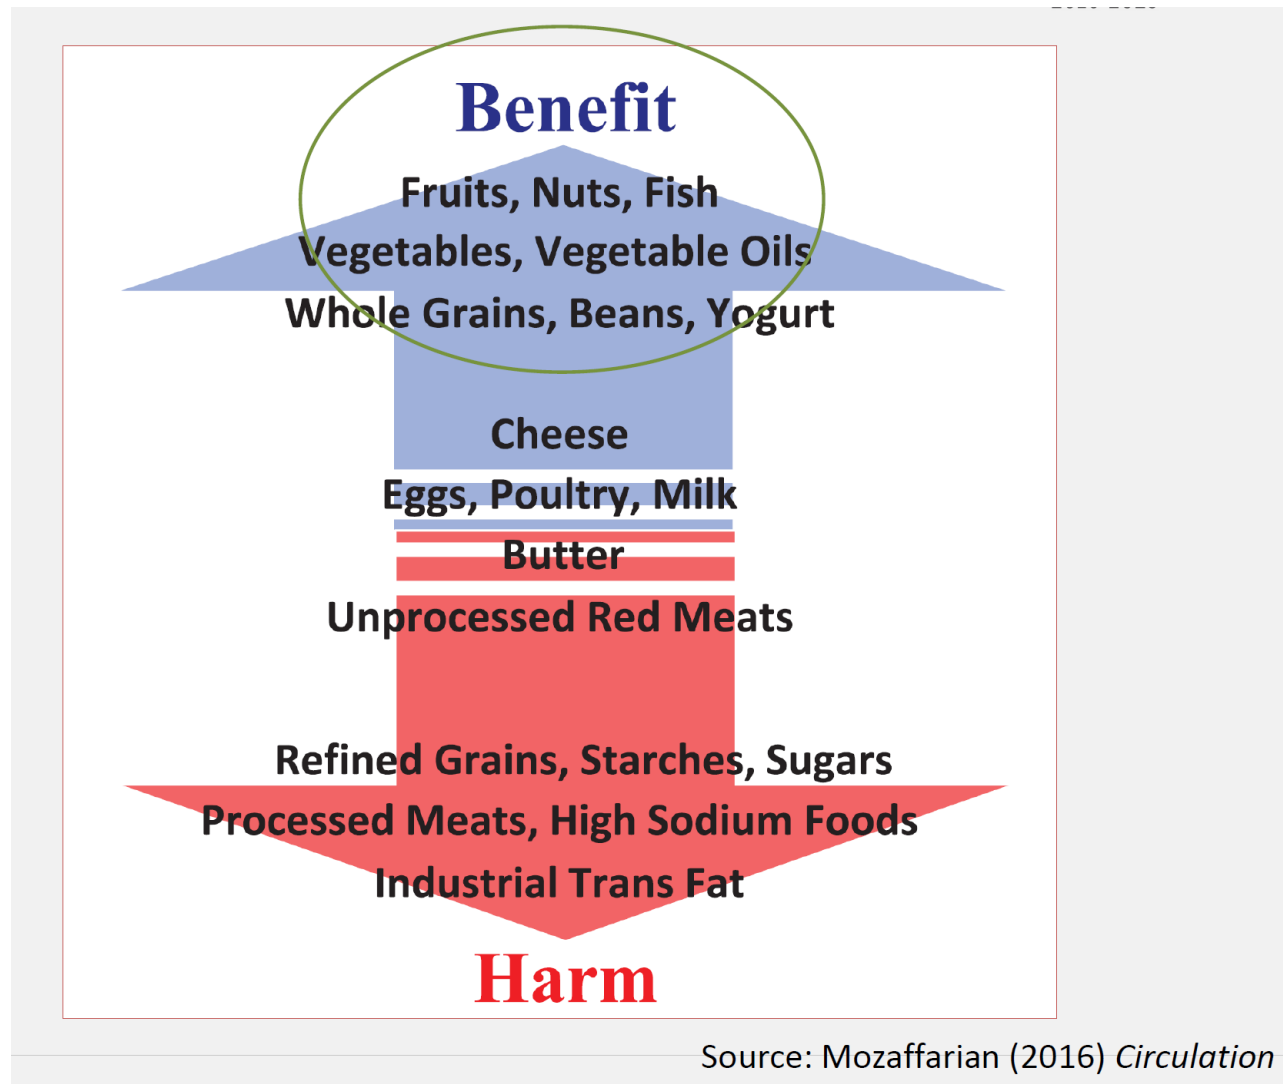 Benefit
Fruits, Nuts, Fish
Vegetables, Vegetable Oils
Whole Grains, Beans, Yogurt
Cheese
Eggs, Poultry, Milk
Butter
Unprocessed Red Meats
Refined Grains, Starches, Sugars
Processed Meats, High Sodium Foods
Industrial Trans Fat
Harm
Source: Mozaffarian (2016) Circulation